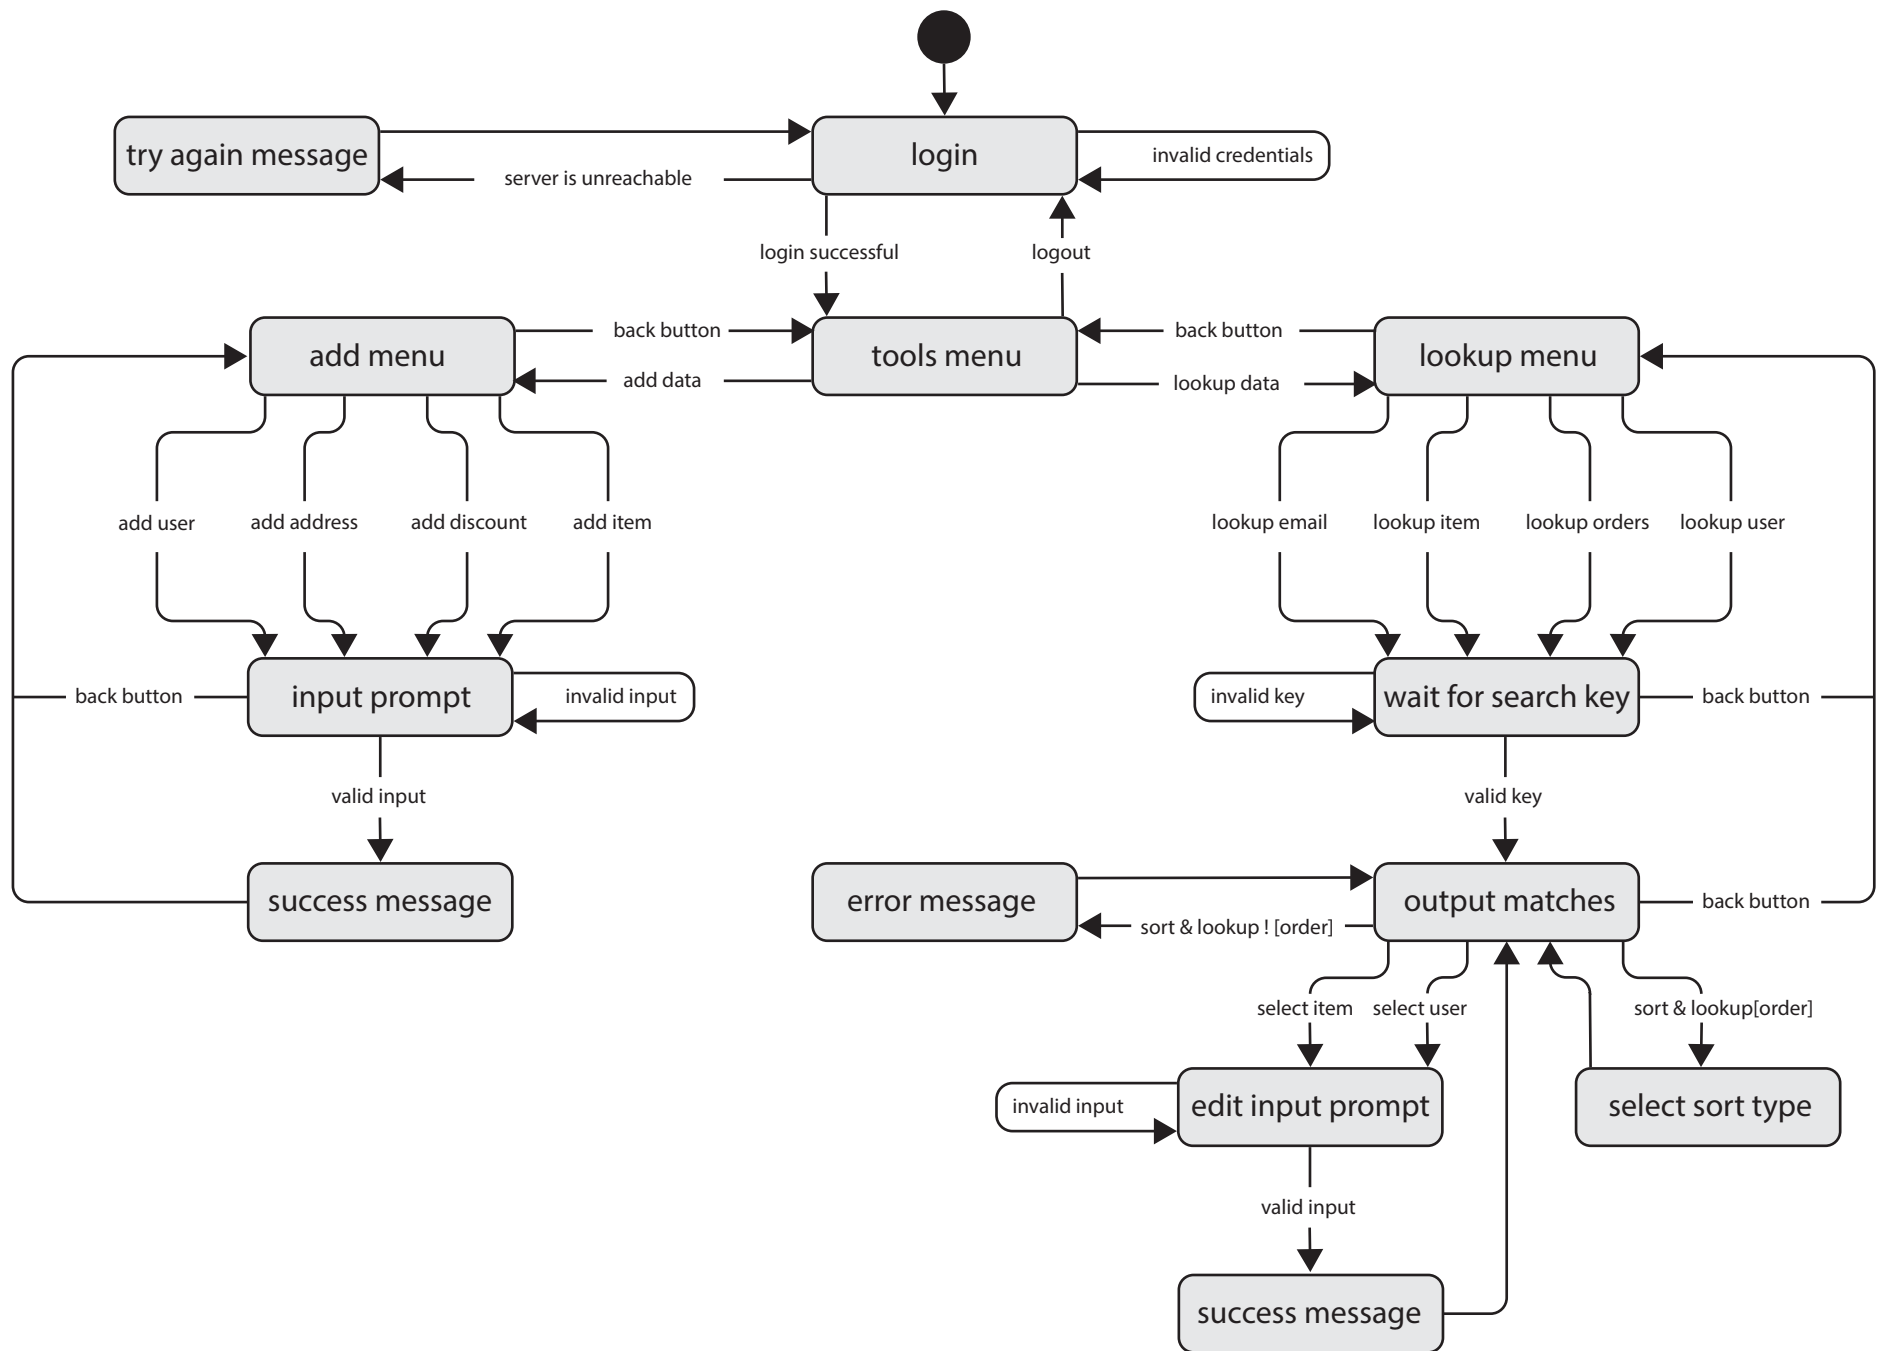 try again message
login
invalid credentials
server is unreachable
login successful
logout
add menu
back button
tools menu
back button
lookup menu
add data
lookup data
add user
add address
add discount
add item
lookup email
lookup item
lookup orders
lookup user
back button
input prompt
invalid input
invalid key
wait for search key
back button
valid input
valid key
success message
error message
output matches
back button
sort & lookup ! [order]
select item
select user
sort & lookup[order]
invalid input
edit input prompt
select sort type
valid input
success message